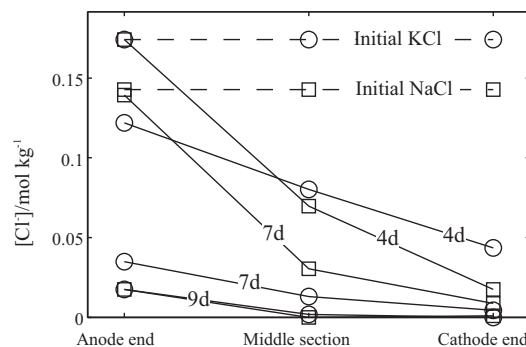 Initial KCl
0.15
Initial NaCl
0.1
[Cl⁻]/mol kg⁻¹
7d
4d
4d
0.05
7d
9d
0
Anode end
Middle section
Cathode end